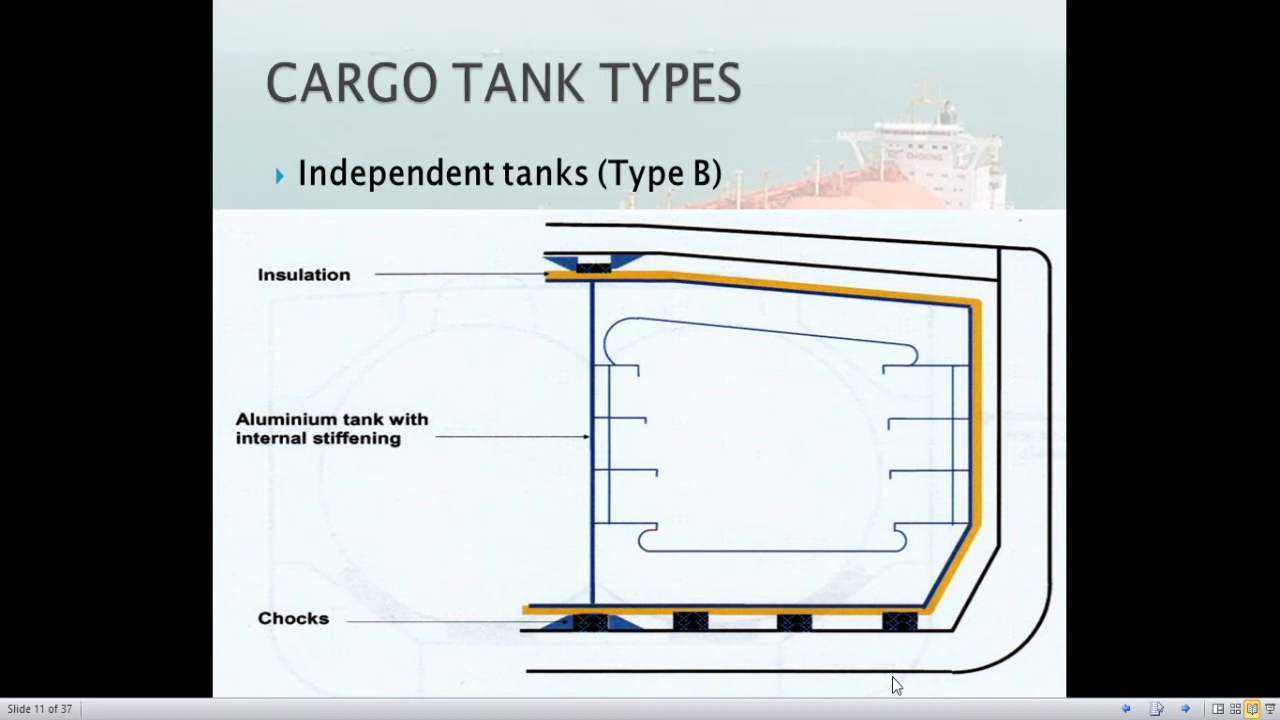 CARGO TANK TYPES
Independent tanks (Type B)
Insulation
Aluminium tank with
internal stiffening
Chocks
Slide 11 of 37